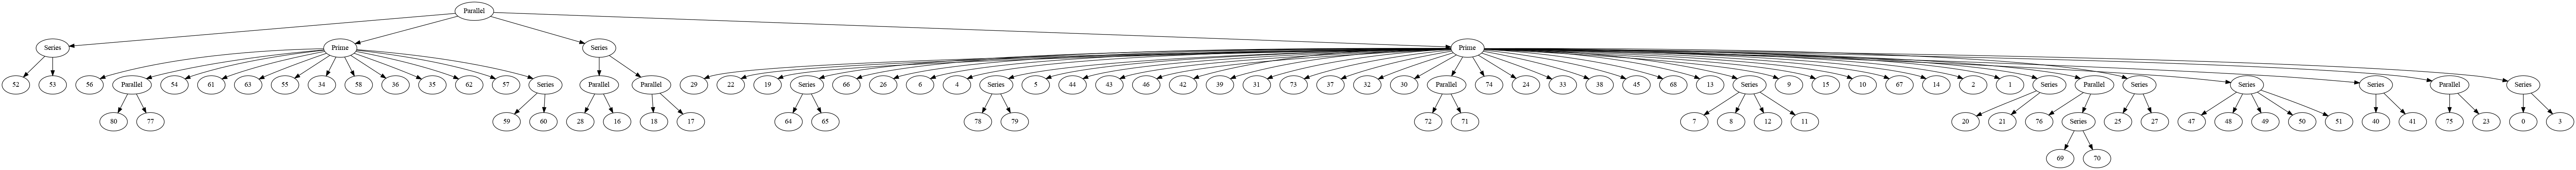 Parallel
Series Prime Series Prime
52 53 56 Parallel 54 61 63 55 34 58 36 35 62 57 Series Parallel Parallel 29 22 19 Series 66 26 6 4 Series 5 44 43 46 42 39 31 73 37 32 30 Parallel 74 24 33 38 45 68 13 Series 9 15 10 67 14 2 1 Series Parallel Series Series Series Parallel Series
80 77 59 60 28 16 18 17 64 65 78 79 72 71 7 8 12 11 20 21 76 Series 25 27 47 48 49 50 51 40 41 75 23 0 3
69 70